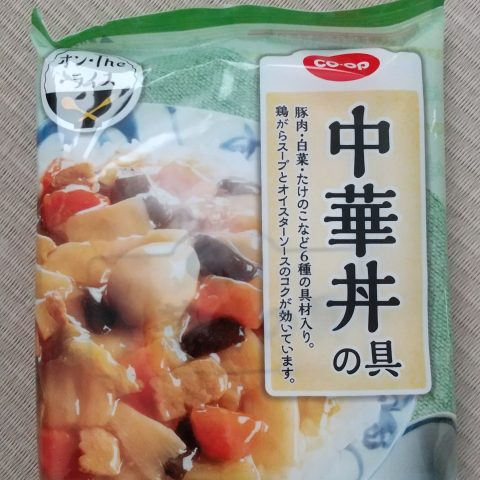 オン・The
ライス
co-op
中華丼の具
豚肉・白菜・たけのこなど6種の具材入り。
鶏がらスープとオイスターソースのコクが効いています。